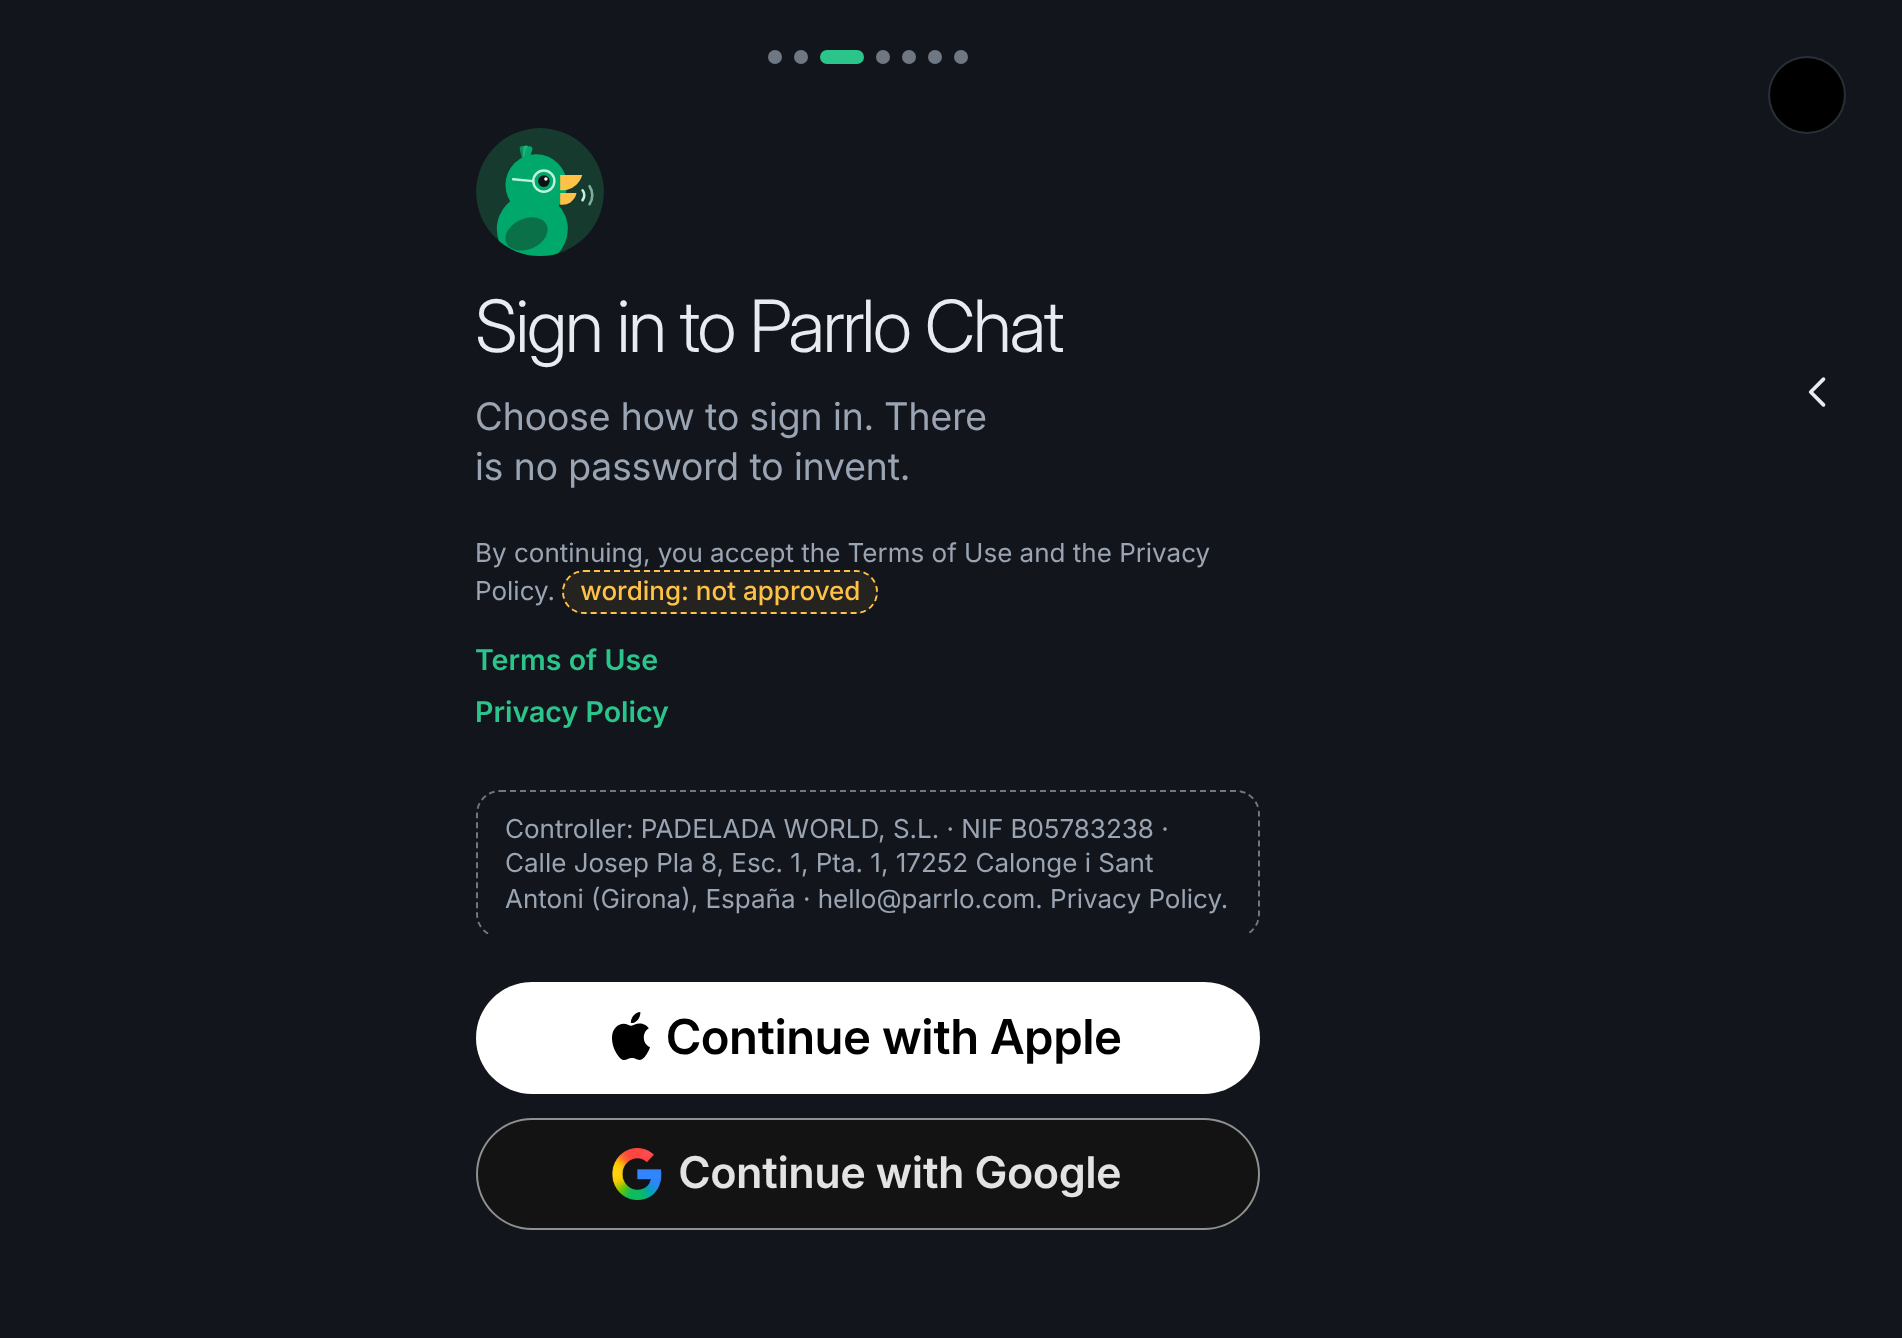 Sign in to Parrlo Chat
Choose how to sign in. There
is no password to invent.
By continuing, you accept the Terms of Use and the Privacy
Policy. wording: not approved
Terms of Use
Privacy Policy
Controller: PADELADA WORLD, S.L. · NIF B05783238 ·
Calle Josep Pla 8, Esc. 1, Pta. 1, 17252 Calonge i Sant
Antoni (Girona), España · hello@parrlo.com. Privacy Policy.
Continue with Apple
Continue with Google